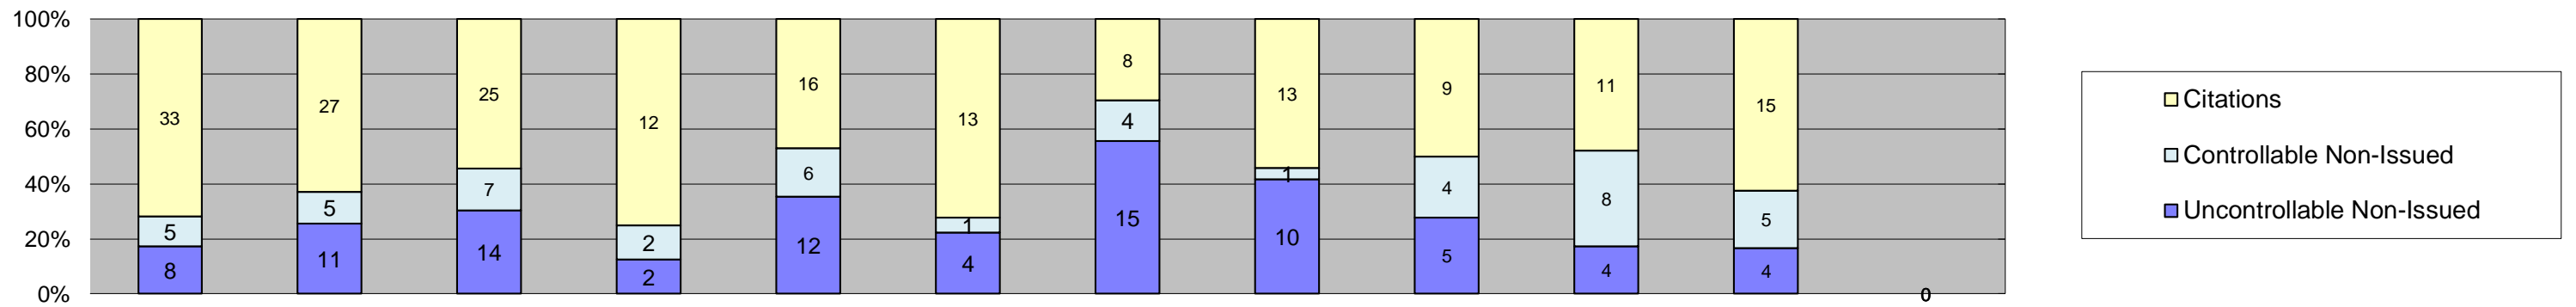 100%
80%
60%
40%
20%
0%
33 27 25 12 16 13 8 13 9 11 15
5 5 7 2 6 1 4 1 4 8 5
8 11 14 2 12 4 15 10 5 4 4 0
Citations
Controllable Non-Issued
Uncontrollable Non-Issued